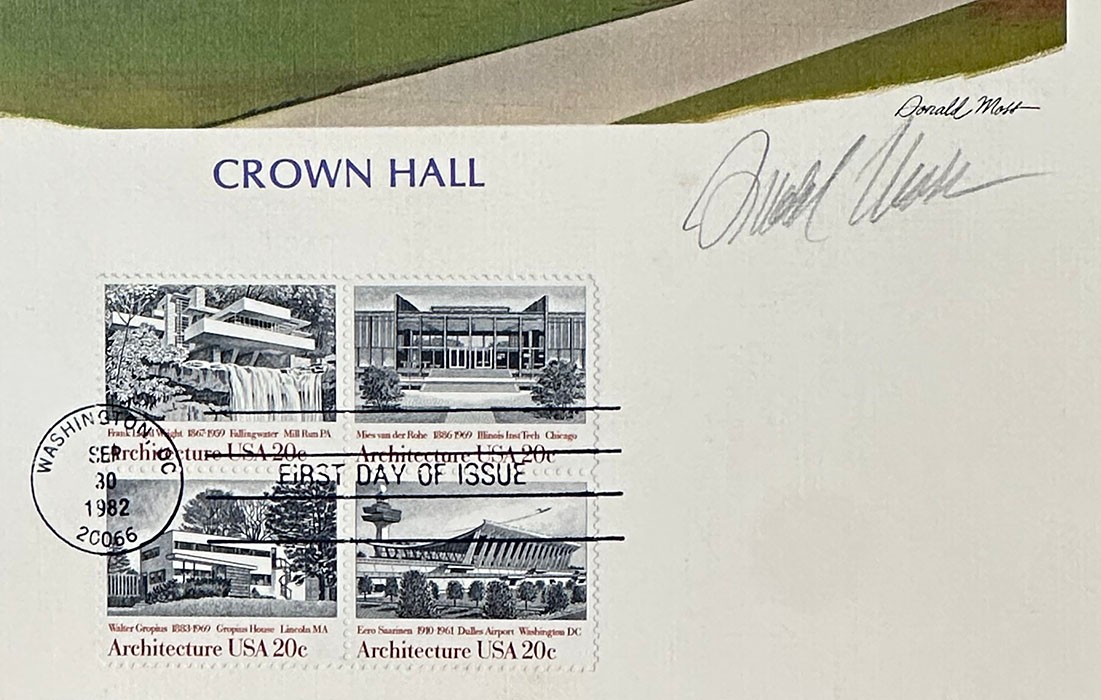 Donald Moss
Donald Moss
CROWN HALL
Frank Lloyd Wright 1867-1959 Fallingwater Mill Run PA
Architecture USA 20c
Mies van der Rohe 1886-1969 Illinois Inst Tech Chicago
Architecture USA 20c
WASHINGTON, DC
SEP
30
1982
20066
FIRST DAY OF ISSUE
Walter Gropius 1883-1969 Gropius House Lincoln MA
Architecture USA 20c
Eero Saarinen 1910-1961 Dulles Airport Washington DC
Architecture USA 20c